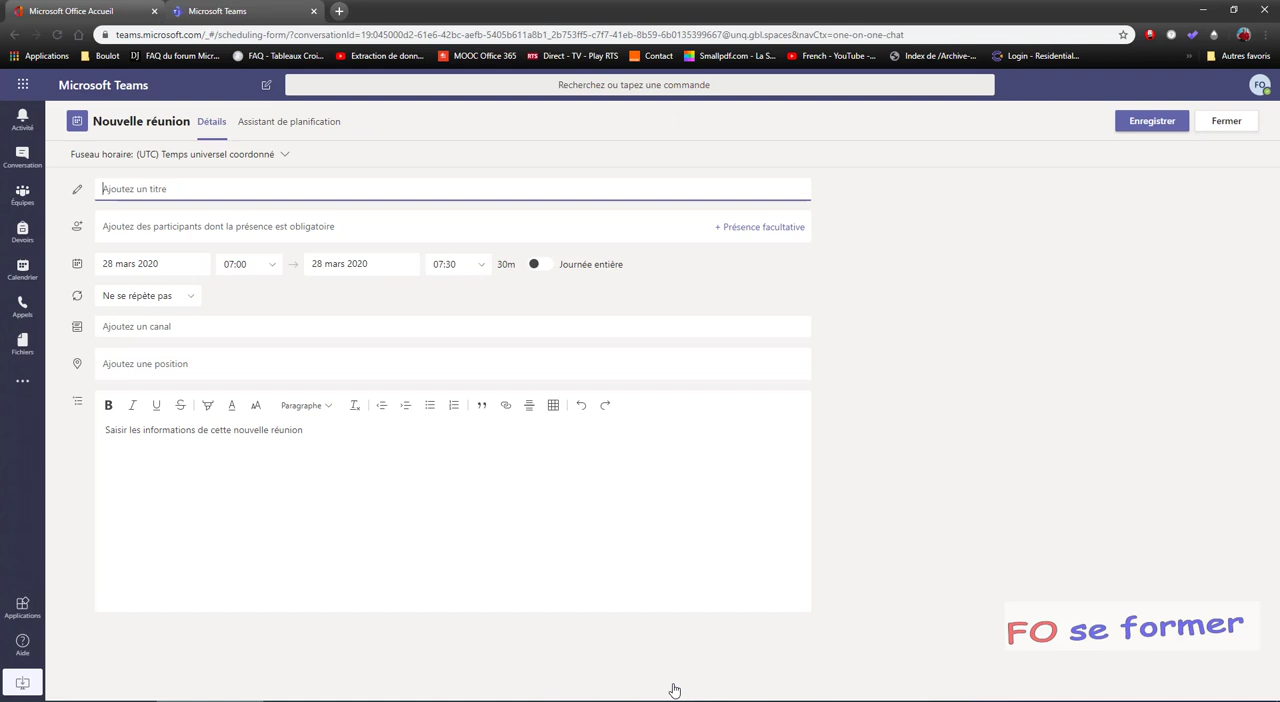 Microsoft Office Accueil
Microsoft Teams
teams.microsoft.com/_#/scheduling-form/?conversationId=19:045000d2-61e6-42bc-aefb-5405b611a8b1_2b753ff5-c7f7-41eb-8b59-6b0135399667@unq.gbl.spaces&navCtx=one-on-one-chat
Applications
Boulot
FAQ du forum Micr...
FAQ - Tableaux Croi...
Extraction de donn...
MOOC Office 365
Direct - TV - Play RTS
Contact
Smallpdf.com - La S...
French - YouTube -...
Index de /Archive-...
Login - Residential...
»
Autres favoris
Microsoft Teams
Recherchez ou tapez une commande
FO
Activité
Conversation
Équipes
Devoirs
Calendrier
Appels
Fichiers
Applications
Aide
Nouvelle réunion
Détails
Assistant de planification
Enregistrer
Fermer
Fuseau horaire: (UTC) Temps universel coordonné
Ajoutez un titre
Ajoutez des participants dont la présence est obligatoire
+ Présence facultative
28 mars 2020
07:00
28 mars 2020
07:30
30m
Journée entière
Ne se répète pas
Ajoutez un canal
Ajoutez une position
Paragraphe
Saisir les informations de cette nouvelle réunion
FO se former